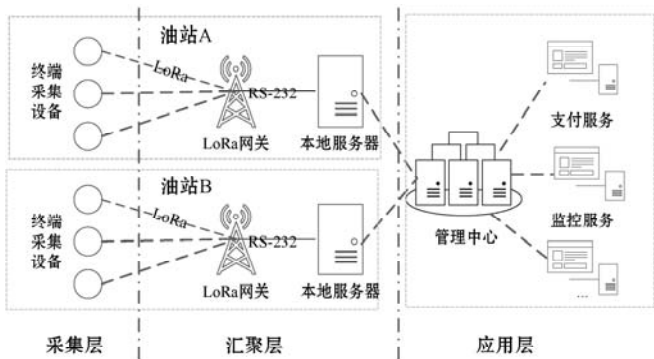 油站A
终端
采集
设备
LoRa
RS-232
LoRa网关
本地服务器
油站B
终端
采集
设备
LoRa
RS-232
LoRa网关
本地服务器
管理中心
支付服务
监控服务
...
采集层
汇聚层
应用层